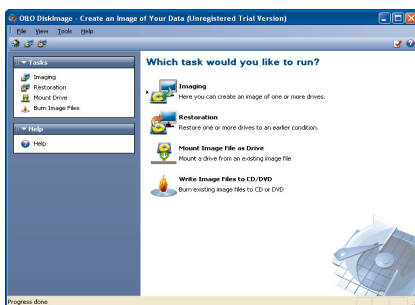 O&O DiskImage - Create an Image of Your Data (Unregistered Trial Version)
File View Tools Help
Tasks
Imaging
Restoration
Mount Drive
Burn Image Files
Help
Help
Which task would you like to run?
Imaging
Here you can create an image of one or more drives.
Restoration
Restore one or more drives to an earlier condition.
Mount Image File as Drive
Mount a drive from an existing image file
Write Image Files to CD/DVD
Burn existing image files to CD or DVD
Progress done